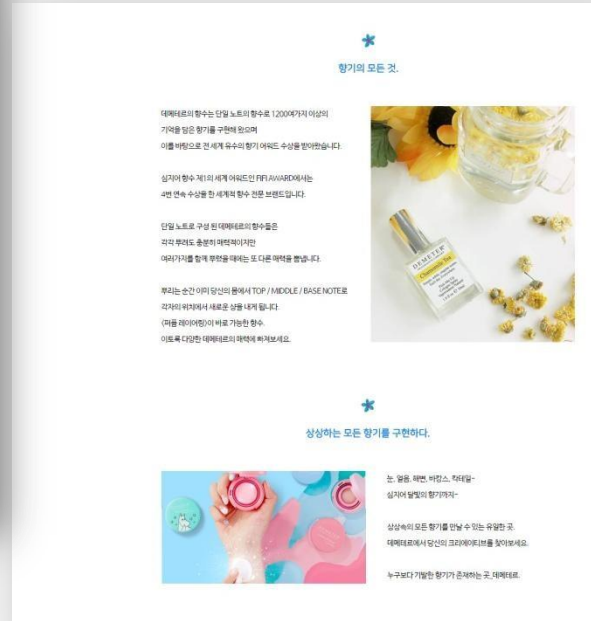 향기의 모든 것.
데메테르의 향수는 단일 노트의 향수로 1200여가지 이상의
기억을 담은 향기를 구현해 왔으며
이를 바탕으로 전 세계 유수의 향기 어워드 수상을 받아왔습니다.
심지어 향수 제1의 세계 어워드인 FIFI AWARD에서는
4번 연속 수상을 한 세계적 향수 전문 브랜드입니다.
단일 노트로 구성 된 데메테르의 향수들은
각각 뿌려도 충분히 매력적이지만
여러가지를 함께 뿌렸을 때에는 또 다른 매력을 뽐냅니다.
뿌리는 순간 이미 당신의 몸에서 TOP / MIDDLE / BASE NOTE로
각자의 위치에서 새로운 상을 내게 됩니다.
(퍼퓸 레이어링)이 바로 가능한 향수.
이토록 다양한 데메테르의 매력에 빠져보세요.
DEMETER
Chamomile Tea
상상하는 모든 향기를 구현하다.
눈, 얼음, 해변, 바캉스, 칵테일~
심지어 달빛의 향기까지~
상상속의 모든 향기를 만날 수 있는 유일한 곳.
데메테르에서 당신의 크리에이티브를 찾아보세요.
누구보다 기발한 향기가 존재하는 곳_데메테르.